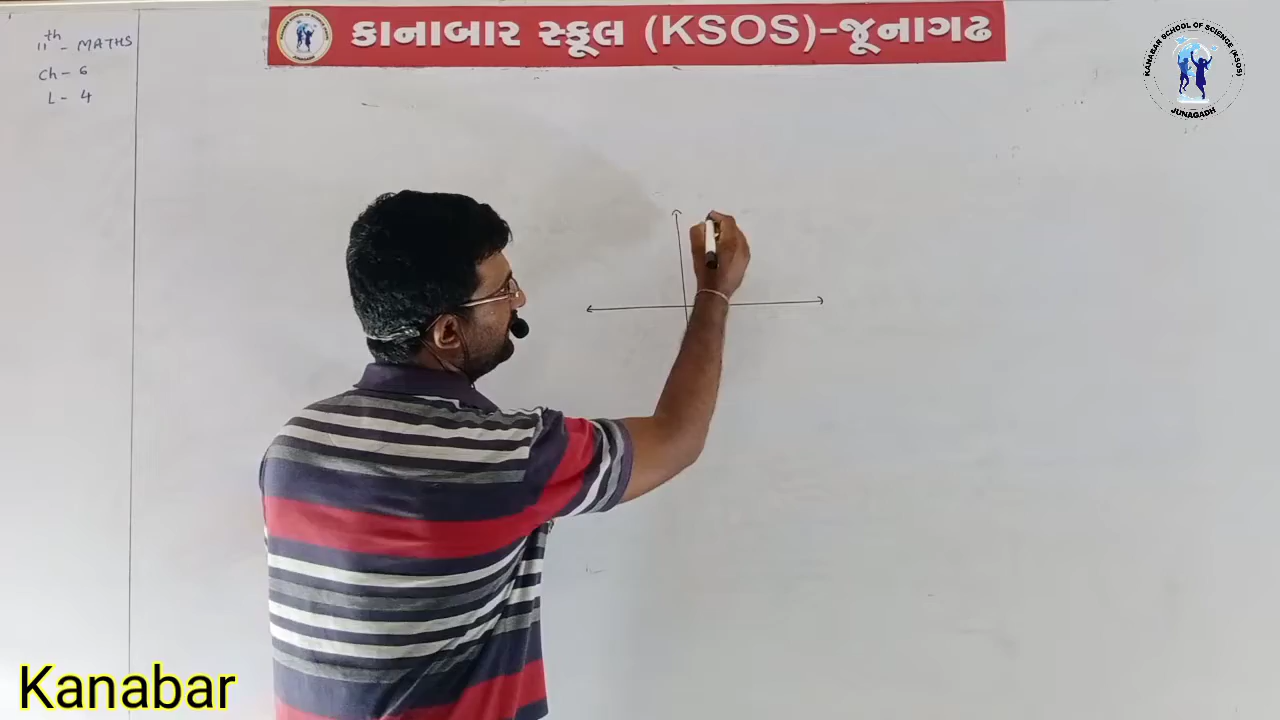 11th - MATHS
Ch - 6
L - 4
કાનાબાર સ્કૂલ (KSOS)-જૂનાગઢ
KANABAR SCHOOL OF SCIENCE (KSOS)
JUNAGADH
Kanabar